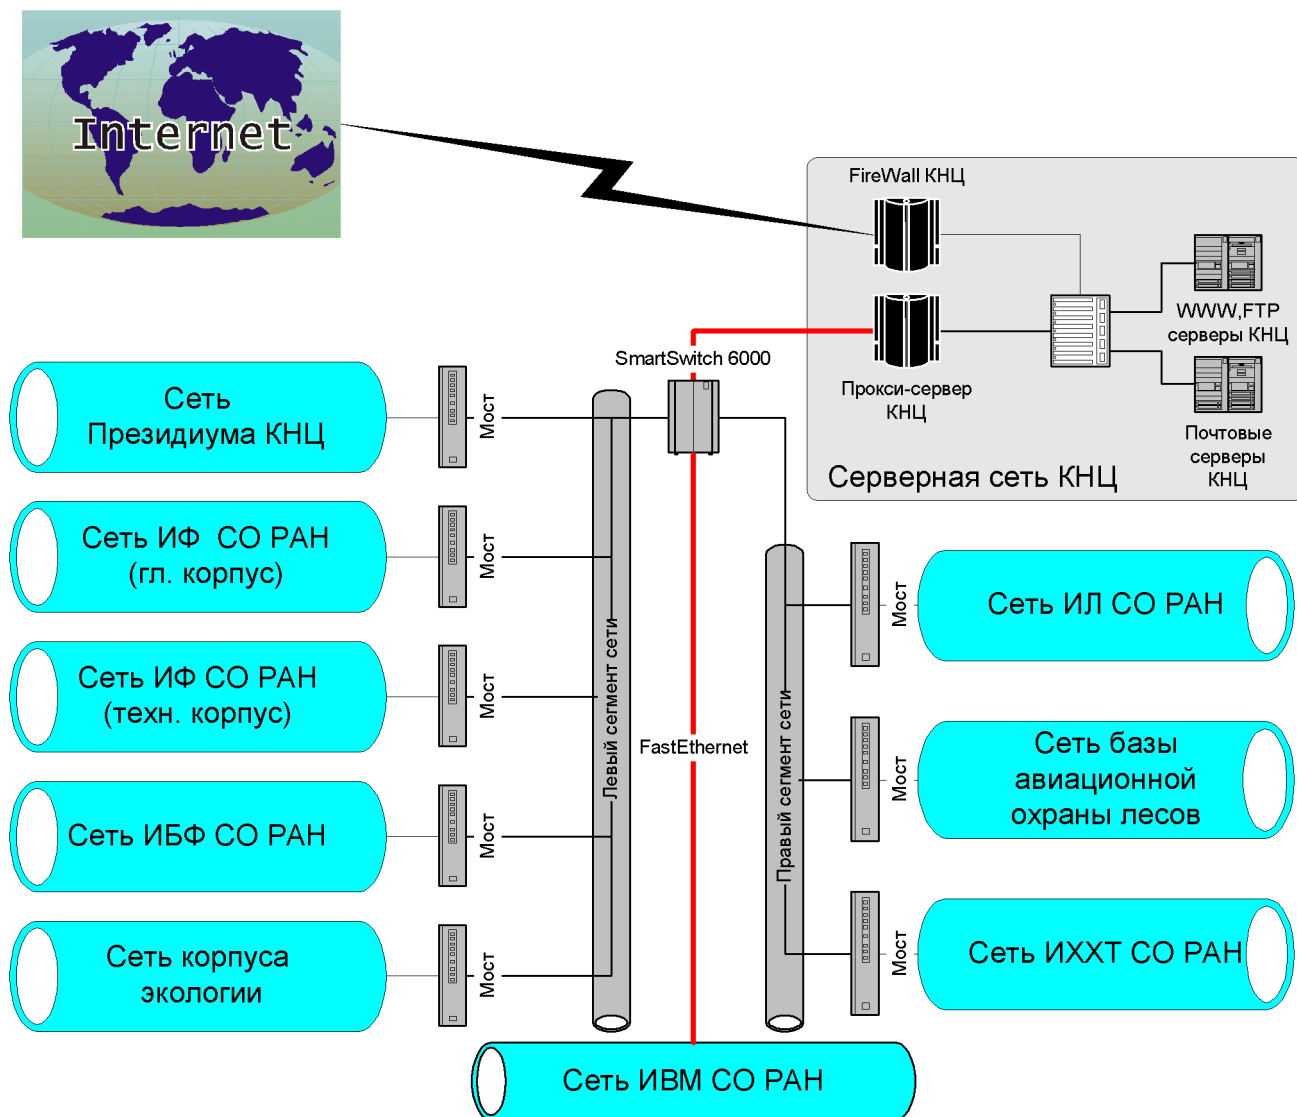 Internet
FireWall КНЦ
WWW,FTP
серверы КНЦ
SmartSwitch 6000
Прокси-сервер
КНЦ
Почтовые
серверы
КНЦ
Серверная сеть КНЦ
Сеть
Президиума КНЦ
Мост
Сеть ИФ СО РАН
(гл. корпус)
Мост
Сеть ИФ СО РАН
(техн. корпус)
Мост
Сеть ИБФ СО РАН
Мост
Сеть корпуса
экологии
Мост
Левый сегмент сети
FastEthernet
Правый сегмент сети
Мост
Сеть ИЛ СО РАН
Мост
Сеть базы
авиационной
охраны лесов
Мост
Сеть ИХХТ СО РАН
Сеть ИВМ СО РАН